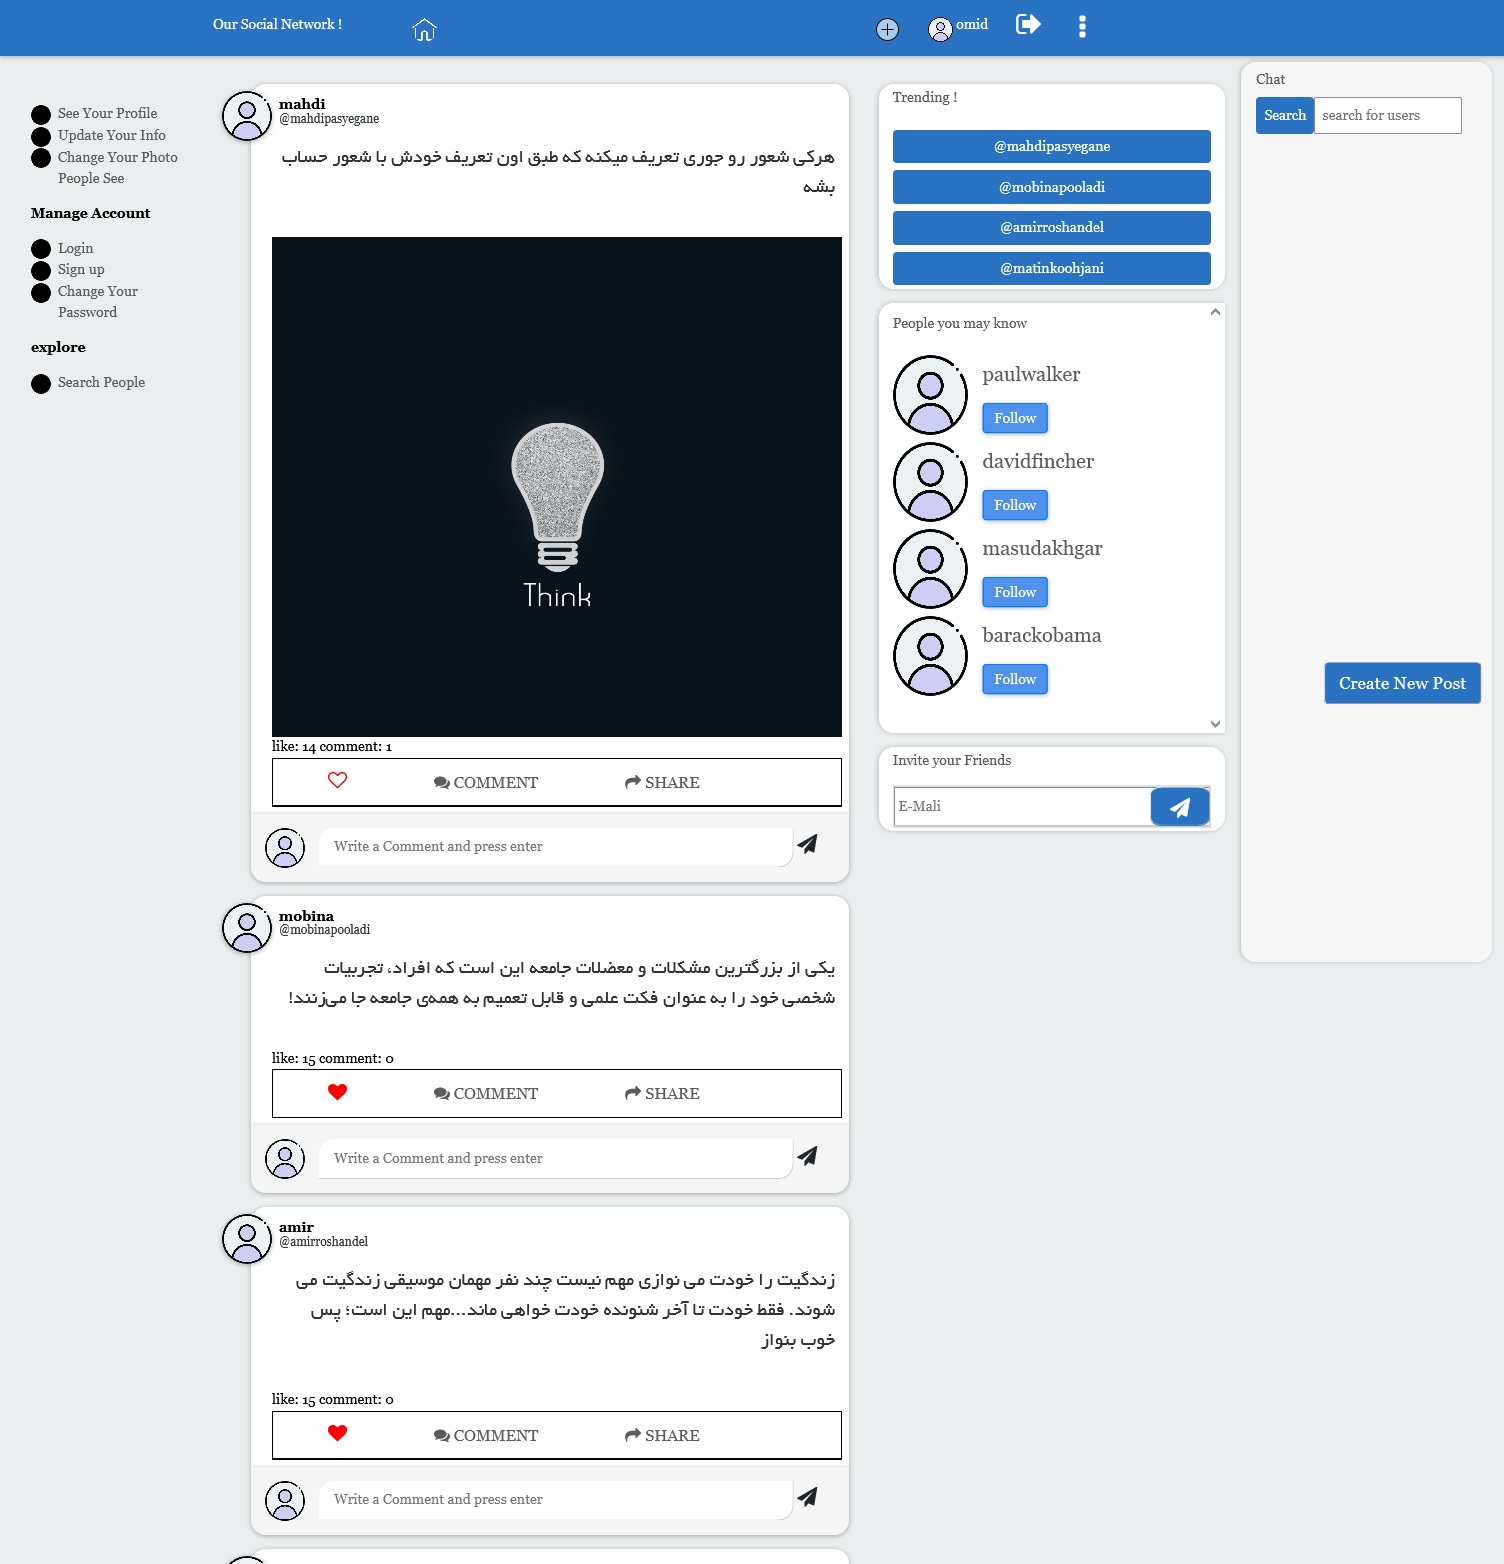 Our Social Network !
omid
See Your Profile
Update Your Info
Change Your Photo
People See
Manage Account
Login
Sign up
Change Your
Password
explore
Search People
mahdi
@mahdipasyegane
هرکی شعور رو جوری تعریف میکنه که طبق اون تعریف خودش با شعور حساب
بشه
Think
like: 14 comment: 1
COMMENT
SHARE
Write a Comment and press enter
mobina
@mobinapooladi
یکی از بزرگترین مشکلات و معضلات جامعه این است که افراد، تجربیات
شخصی خود را به عنوان فکت علمی و قابل تعمیم به همه‌ی جامعه جا می‌زنند!
like: 15 comment: 0
COMMENT
SHARE
Write a Comment and press enter
amir
@amirroshandel
زندگیت را خودت می نوازی مهم نیست چند نفر مهمان موسیقی زندگیت می
شوند. فقط خودت تا آخر شنونده خودت خواهی ماند...مهم این است؛ پس
خوب بنواز
like: 15 comment: 0
COMMENT
SHARE
Write a Comment and press enter
Trending !
@mahdipasyegane
@mobinapooladi
@amirroshandel
@matinkoohjani
People you may know
paulwalker
Follow
davidfincher
Follow
masudakhgar
Follow
barackobama
Follow
Invite your Friends
E-Mali
Chat
Search
search for users
Create New Post